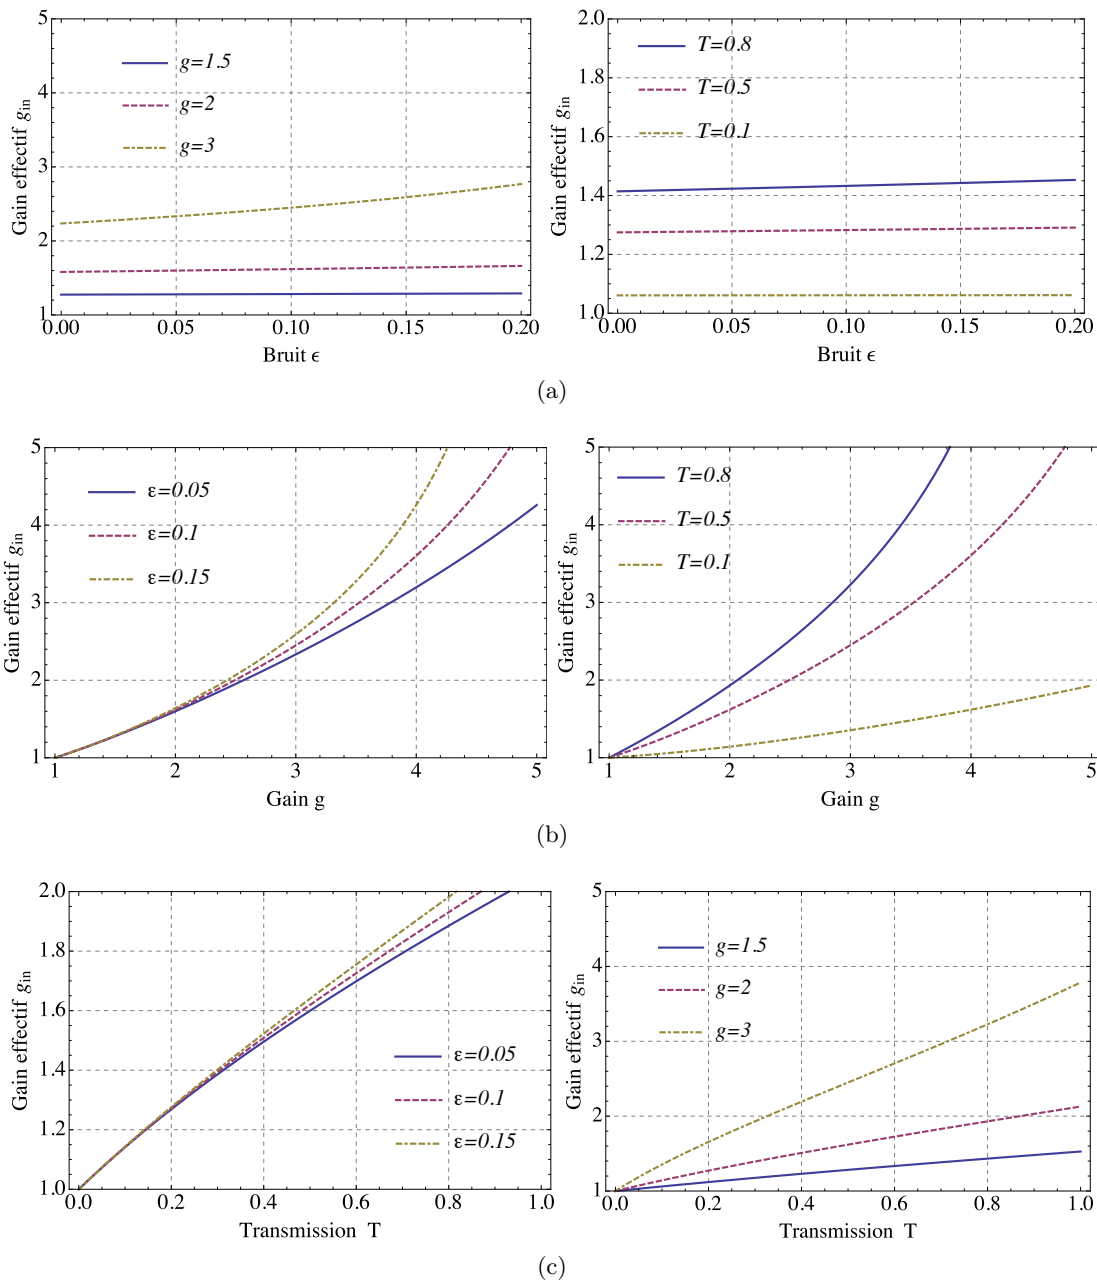 5
4
3
2
1
Gain effectif g_in
g=1.5
g=2
g=3
0.00 0.05 0.10 0.15 0.20
Bruit ϵ
2.0
1.8
1.6
1.4
1.2
1.0
Gain effectif g_in
T=0.8
T=0.5
T=0.1
0.00 0.05 0.10 0.15 0.20
Bruit ϵ
(a)
5
4
3
2
1
Gain effectif g_in
ε=0.05
ε=0.1
ε=0.15
1 2 3 4 5
Gain g
5
4
3
2
1
Gain effectif g_in
T=0.8
T=0.5
T=0.1
1 2 3 4 5
Gain g
(b)
2.0
1.8
1.6
1.4
1.2
1.0
Gain effectif g_in
ε=0.05
ε=0.1
ε=0.15
0.0 0.2 0.4 0.6 0.8 1.0
Transmission T
5
4
3
2
1
Gain effectif g_in
g=1.5
g=2
g=3
0.0 0.2 0.4 0.6 0.8 1.0
Transmission T
(c)